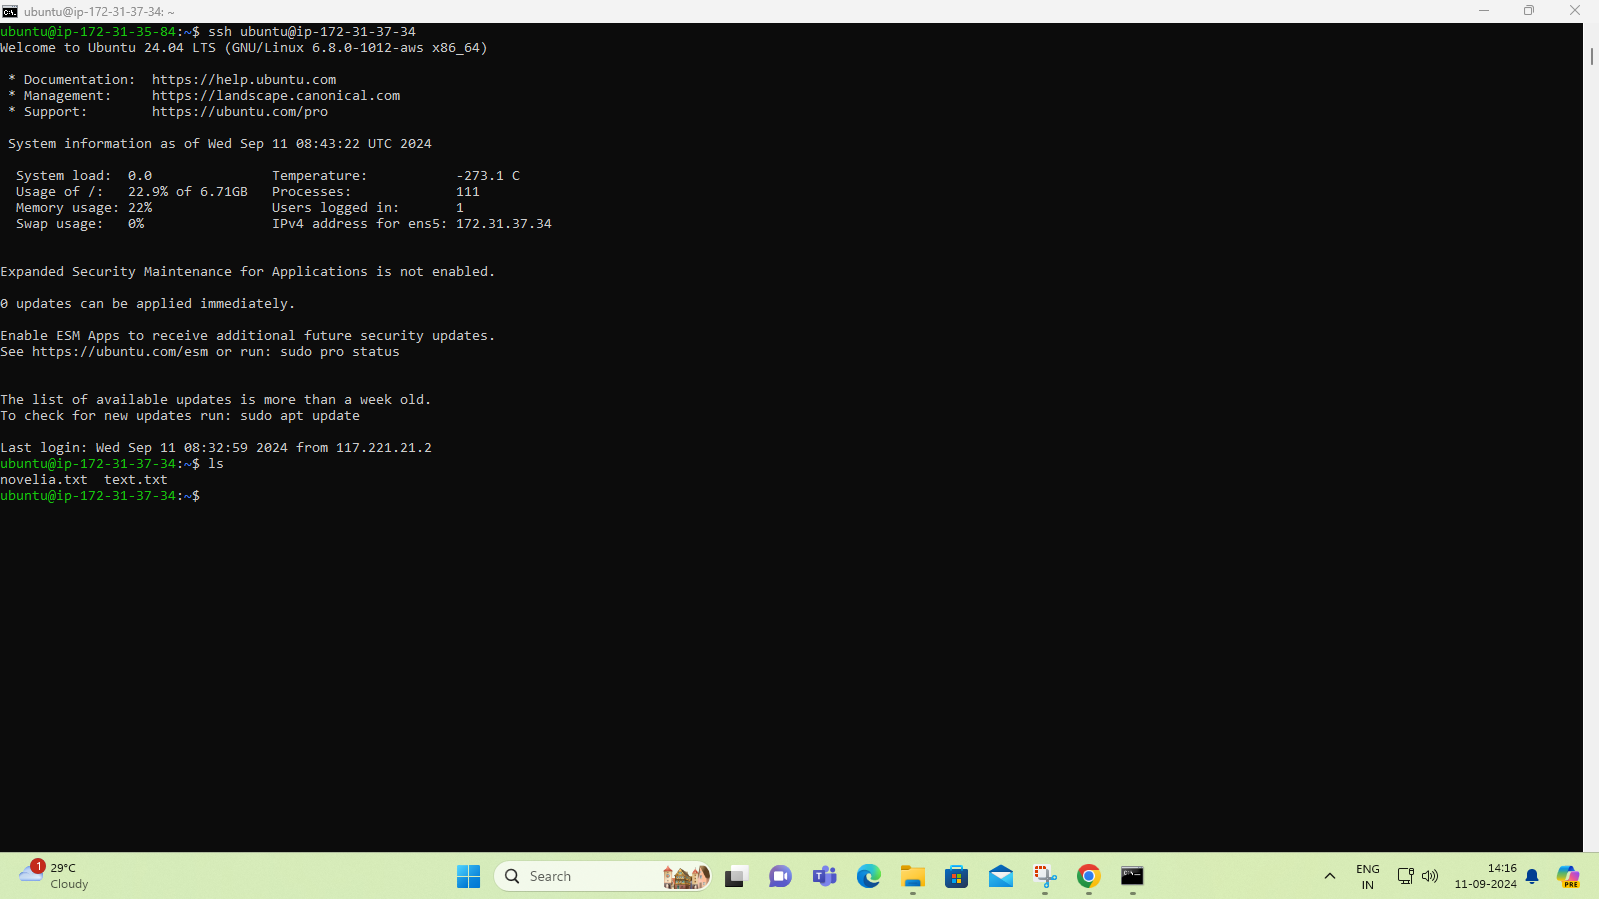 ubuntu@ip-172-31-37-34: ~
ubuntu@ip-172-31-35-84:~$ ssh ubuntu@ip-172-31-37-34
Welcome to Ubuntu 24.04 LTS (GNU/Linux 6.8.0-1012-aws x86_64)
* Documentation:  https://help.ubuntu.com
* Management:     https://landscape.canonical.com
* Support:        https://ubuntu.com/pro
System information as of Wed Sep 11 08:43:22 UTC 2024
System load:  0.0               Temperature:           -273.1 C
Usage of /:   22.9% of 6.71GB   Processes:             111
Memory usage: 22%               Users logged in:       1
Swap usage:   0%                IPv4 address for ens5: 172.31.37.34
Expanded Security Maintenance for Applications is not enabled.
0 updates can be applied immediately.
Enable ESM Apps to receive additional future security updates.
See https://ubuntu.com/esm or run: sudo pro status
The list of available updates is more than a week old.
To check for new updates run: sudo apt update
Last login: Wed Sep 11 08:32:59 2024 from 117.221.21.2
ubuntu@ip-172-31-37-34:~$ ls
novelia.txt  text.txt
ubuntu@ip-172-31-37-34:~$
1
29°C
Cloudy
Search
ENG
IN
14:16
11-09-2024
PRE